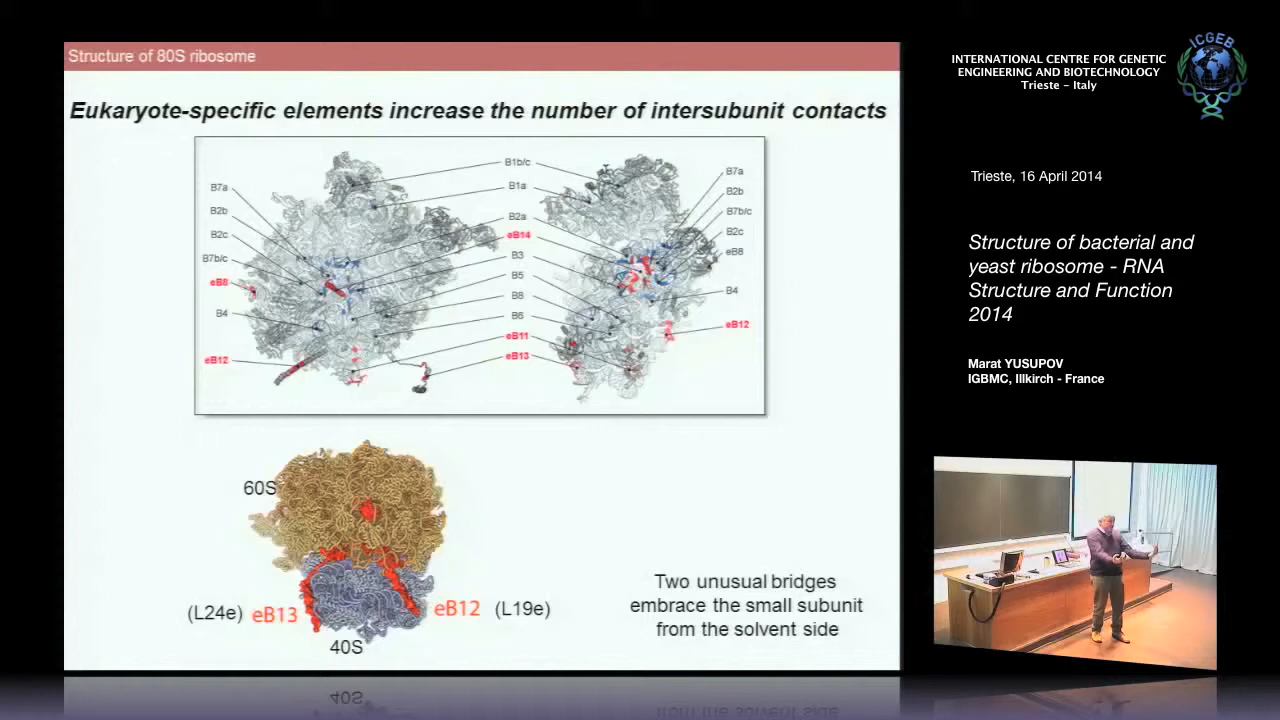 Structure of 80S ribosome
Eukaryote-specific elements increase the number of intersubunit contacts
B7a
B2b
B2c
B7b/c
eB8
B4
eB12
B1b/c
B1a
B2a
eB14
B3
B5
B8
B6
eB11
eB13
B7a
B2b
B7b/c
B2c
eB8
B4
eB12
60S
(L24e) eB13
eB12 (L19e)
40S
Two unusual bridges
embrace the small subunit
from the solvent side
ICGEB
INTERNATIONAL CENTRE FOR GENETIC
ENGINEERING AND BIOTECHNOLOGY
Trieste - Italy
Trieste, 16 April 2014
Structure of bacterial and
yeast ribosome - RNA
Structure and Function
2014
Marat YUSUPOV
IGBMC, Illkirch - France